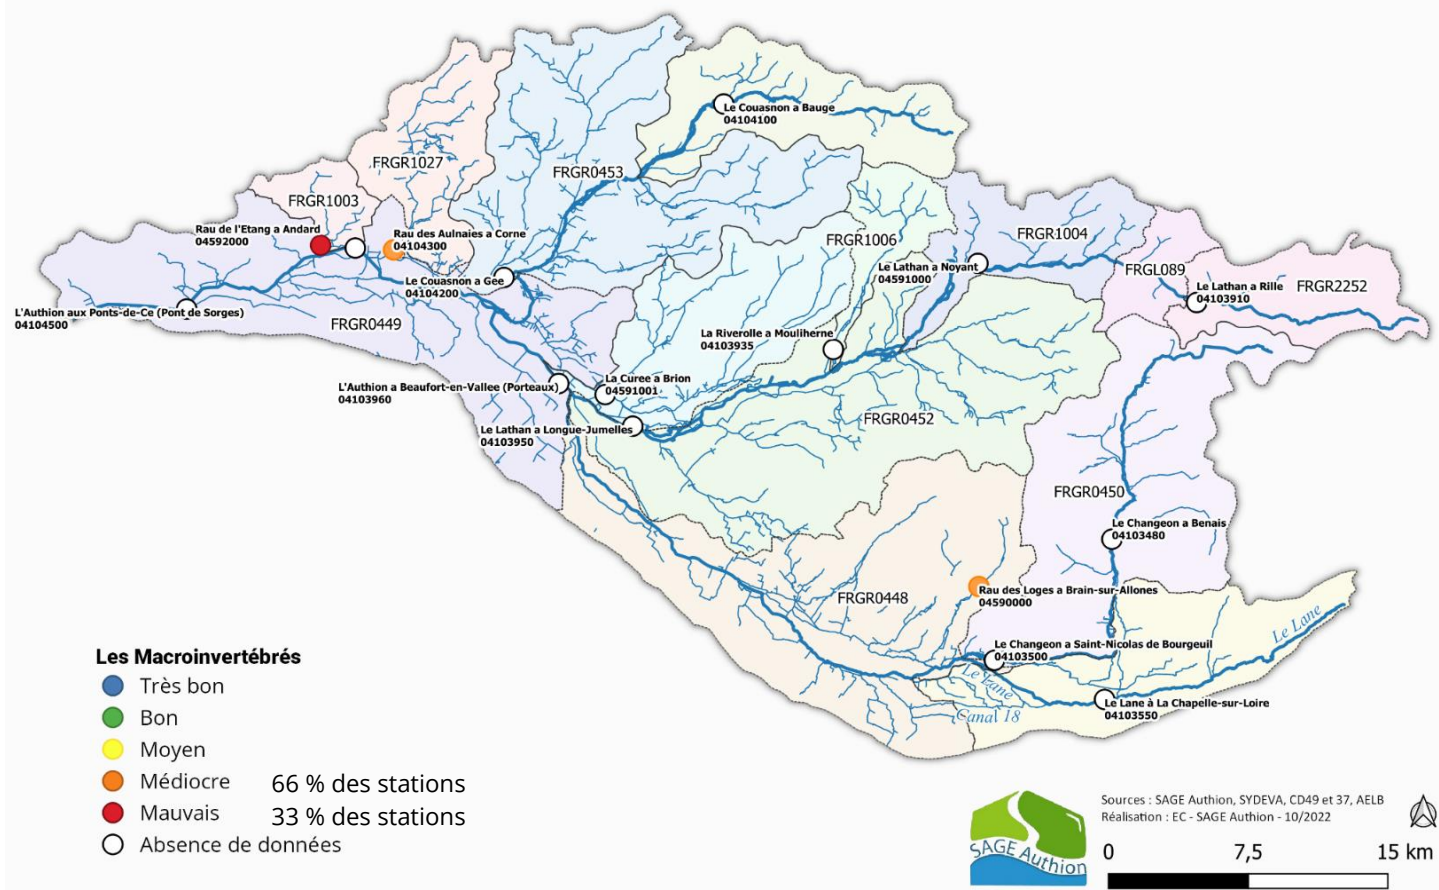 Le Couasnon a Bauge
04104100
FRGR1027
FRGR0453
FRGR1003
Rau de l'Etang a Andard
04592000
Rau des Aulnaies a Corne
04104300
FRGR1006
FRGR1004
Le Lathan a Noyant
04591000
FRGL089
Le Couasnon a Gee
04104200
Le Lathan a Rille
04103910
FRGR2252
L'Authion aux Ponts-de-Ce (Pont de Sorges)
04104500
FRGR0449
La Riverolle a Mouliherne
04103935
L'Authion a Beaufort-en-Vallee (Porteaux)
04103960
La Curee a Brion
04591001
Le Lathan a Longue-Jumelles
04103950
FRGR0452
FRGR0450
Le Changeon a Benais
04103480
Rau des Loges a Brain-sur-Allones
04590000
FRGR0448
Le Lane
Le Changeon a Saint-Nicolas de Bourgeuil
04103500
Le Lane
Le Lane à La Chapelle-sur-Loire
04103550
Canal 18
Les Macroinvertébrés
Très bon
Bon
Moyen
Médiocre 66 % des stations
Mauvais 33 % des stations
Absence de données
SAGE Authion
Sources : SAGE Authion, SYDEVA, CD49 et 37, AELB
Réalisation : EC - SAGE Authion - 10/2022
0 7,5 15 km